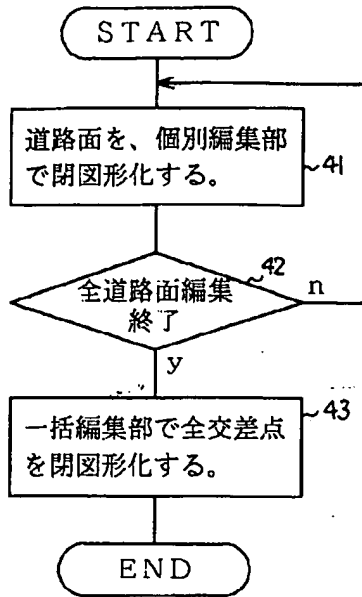 START
道路面を、個別編集部
で閉図形化する。
41
42
全道路面編集
終了
n
y
一括編集部で全交差点
を閉図形化する。
43
END